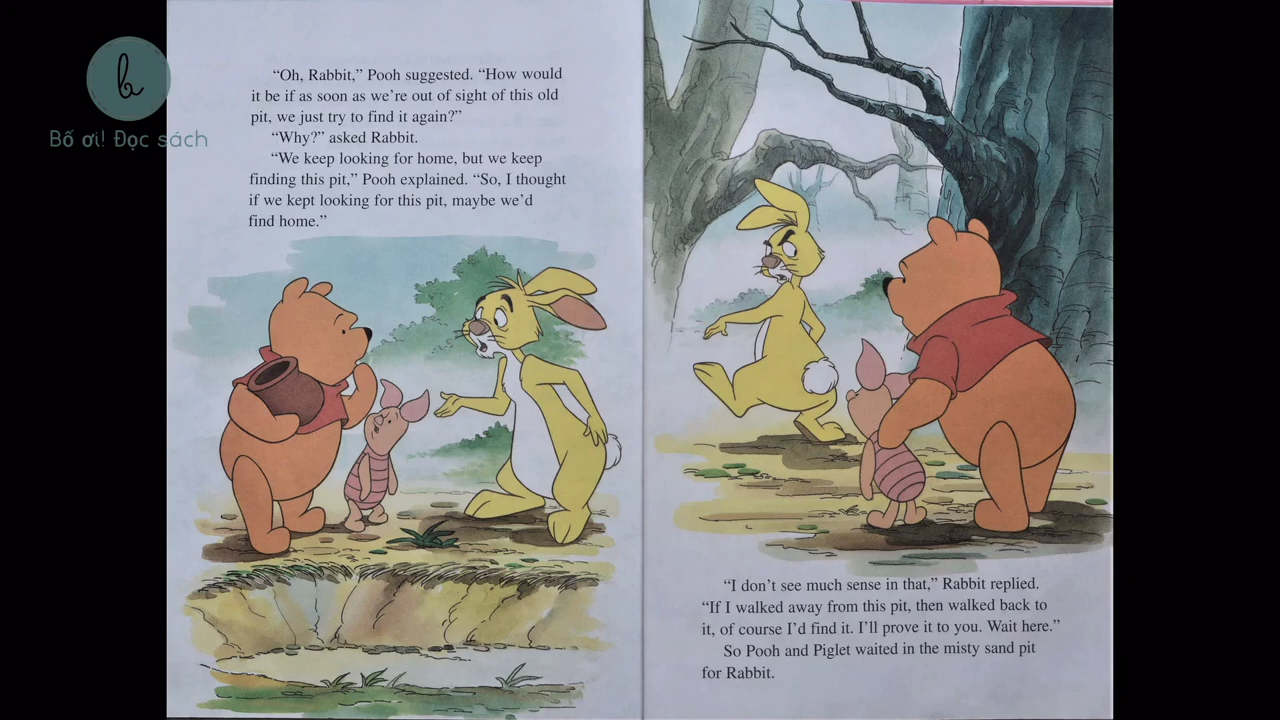 b
Bố ơi! Đọc sách
“Oh, Rabbit,” Pooh suggested. “How would
it be if as soon as we’re out of sight of this old
pit, we just try to find it again?”
“Why?” asked Rabbit.
“We keep looking for home, but we keep
finding this pit,” Pooh explained. “So, I thought
if we kept looking for this pit, maybe we’d
find home.”
“I don’t see much sense in that,” Rabbit replied.
“If I walked away from this pit, then walked back to
it, of course I’d find it. I’ll prove it to you. Wait here.”
So Pooh and Piglet waited in the misty sand pit
for Rabbit.